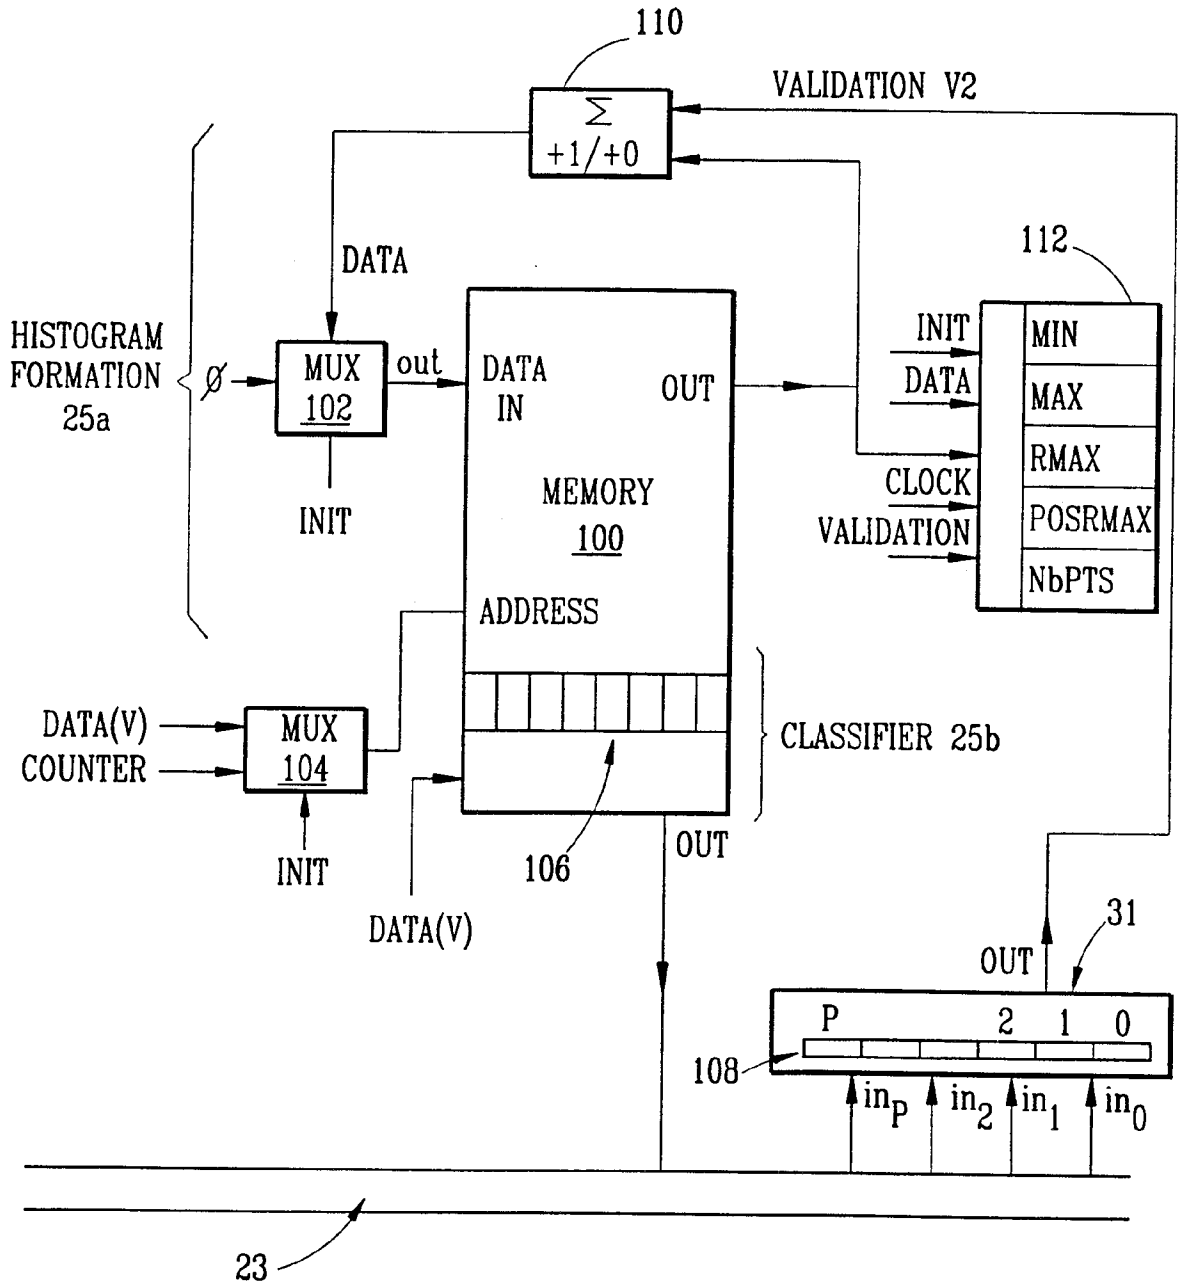 110
VALIDATION V2
Σ
+1/+0
112
DATA
HISTOGRAM
FORMATION
25a
Ø
MUX
102
out
INIT
DATA
IN
OUT
MEMORY
100
ADDRESS
INIT
DATA
CLOCK
VALIDATION
MIN
MAX
RMAX
POSRMAX
NbPTS
DATA(V)
COUNTER
MUX
104
INIT
CLASSIFIER 25b
106
OUT
DATA(V)
31
OUT
P 2 1 0
108
inP in2 in1 in0
23